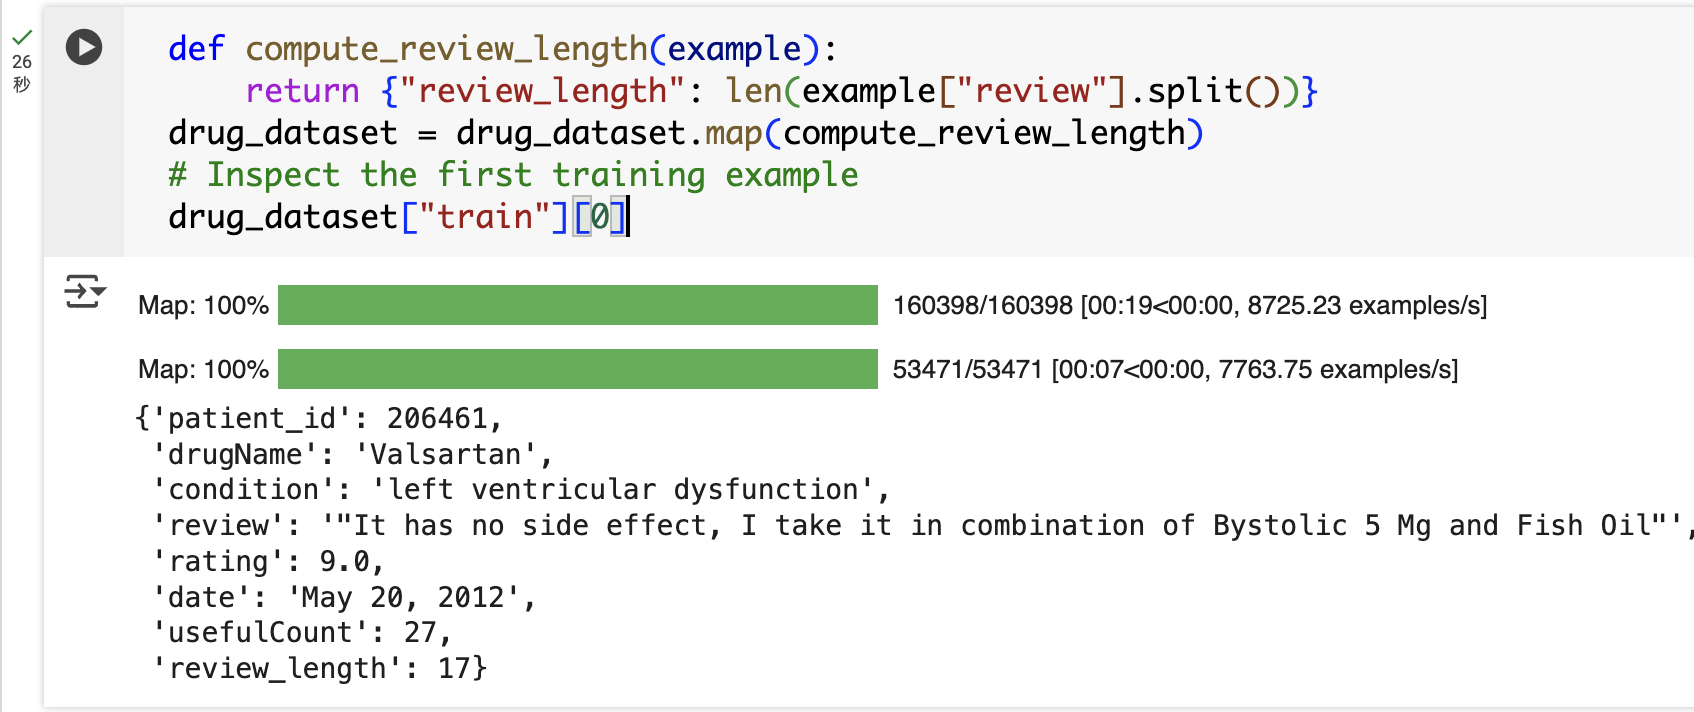 26
秒
def compute_review_length(example):
    return {"review_length": len(example["review"].split())}
drug_dataset = drug_dataset.map(compute_review_length)
# Inspect the first training example
drug_dataset["train"][0]
Map: 100% 160398/160398 [00:19<00:00, 8725.23 examples/s]
Map: 100% 53471/53471 [00:07<00:00, 7763.75 examples/s]
{'patient_id': 206461,
 'drugName': 'Valsartan',
 'condition': 'left ventricular dysfunction',
 'review': '"It has no side effect, I take it in combination of Bystolic 5 Mg and Fish Oil"',
 'rating': 9.0,
 'date': 'May 20, 2012',
 'usefulCount': 27,
 'review_length': 17}